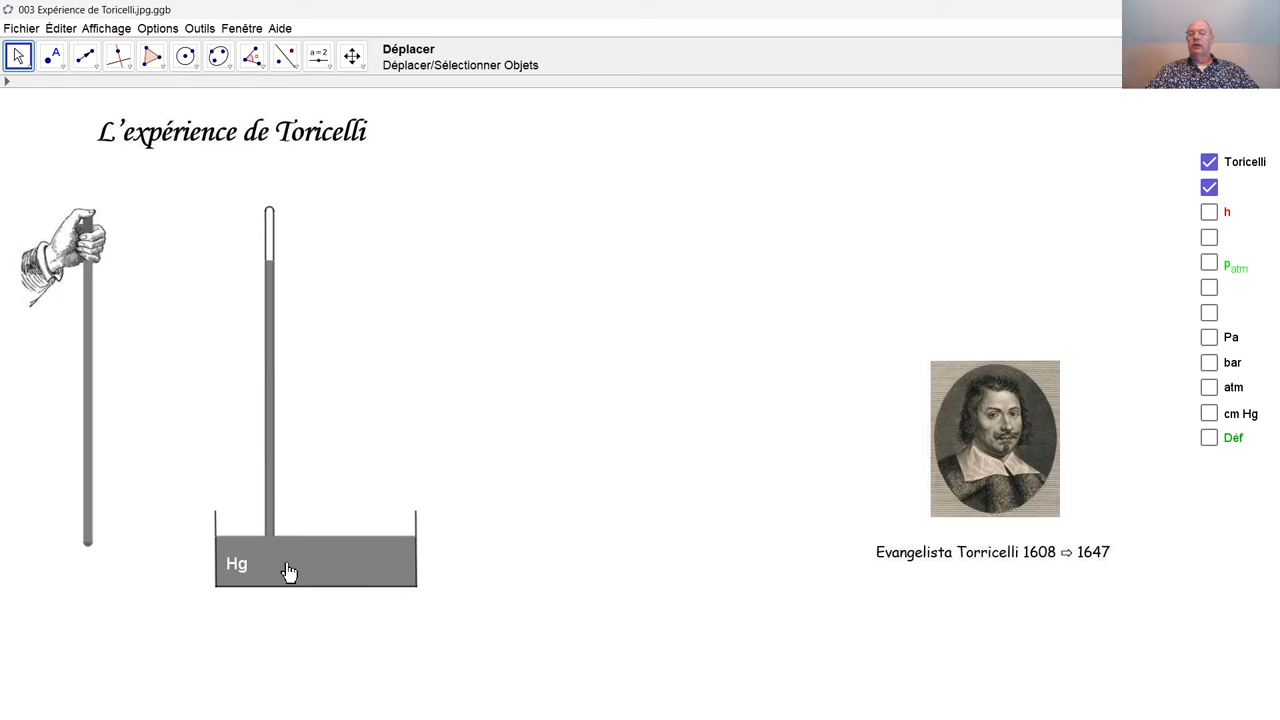 003 Expérience de Toricelli.jpg.ggb
Fichier Éditer Affichage Options Outils Fenêtre Aide
A
a=2
Déplacer
Déplacer/Sélectionner Objets
L'expérience de Toricelli
Toricelli
h
patm
Pa
bar
atm
cm Hg
Déf
Hg
Evangelista Torricelli 1608 ⇨ 1647